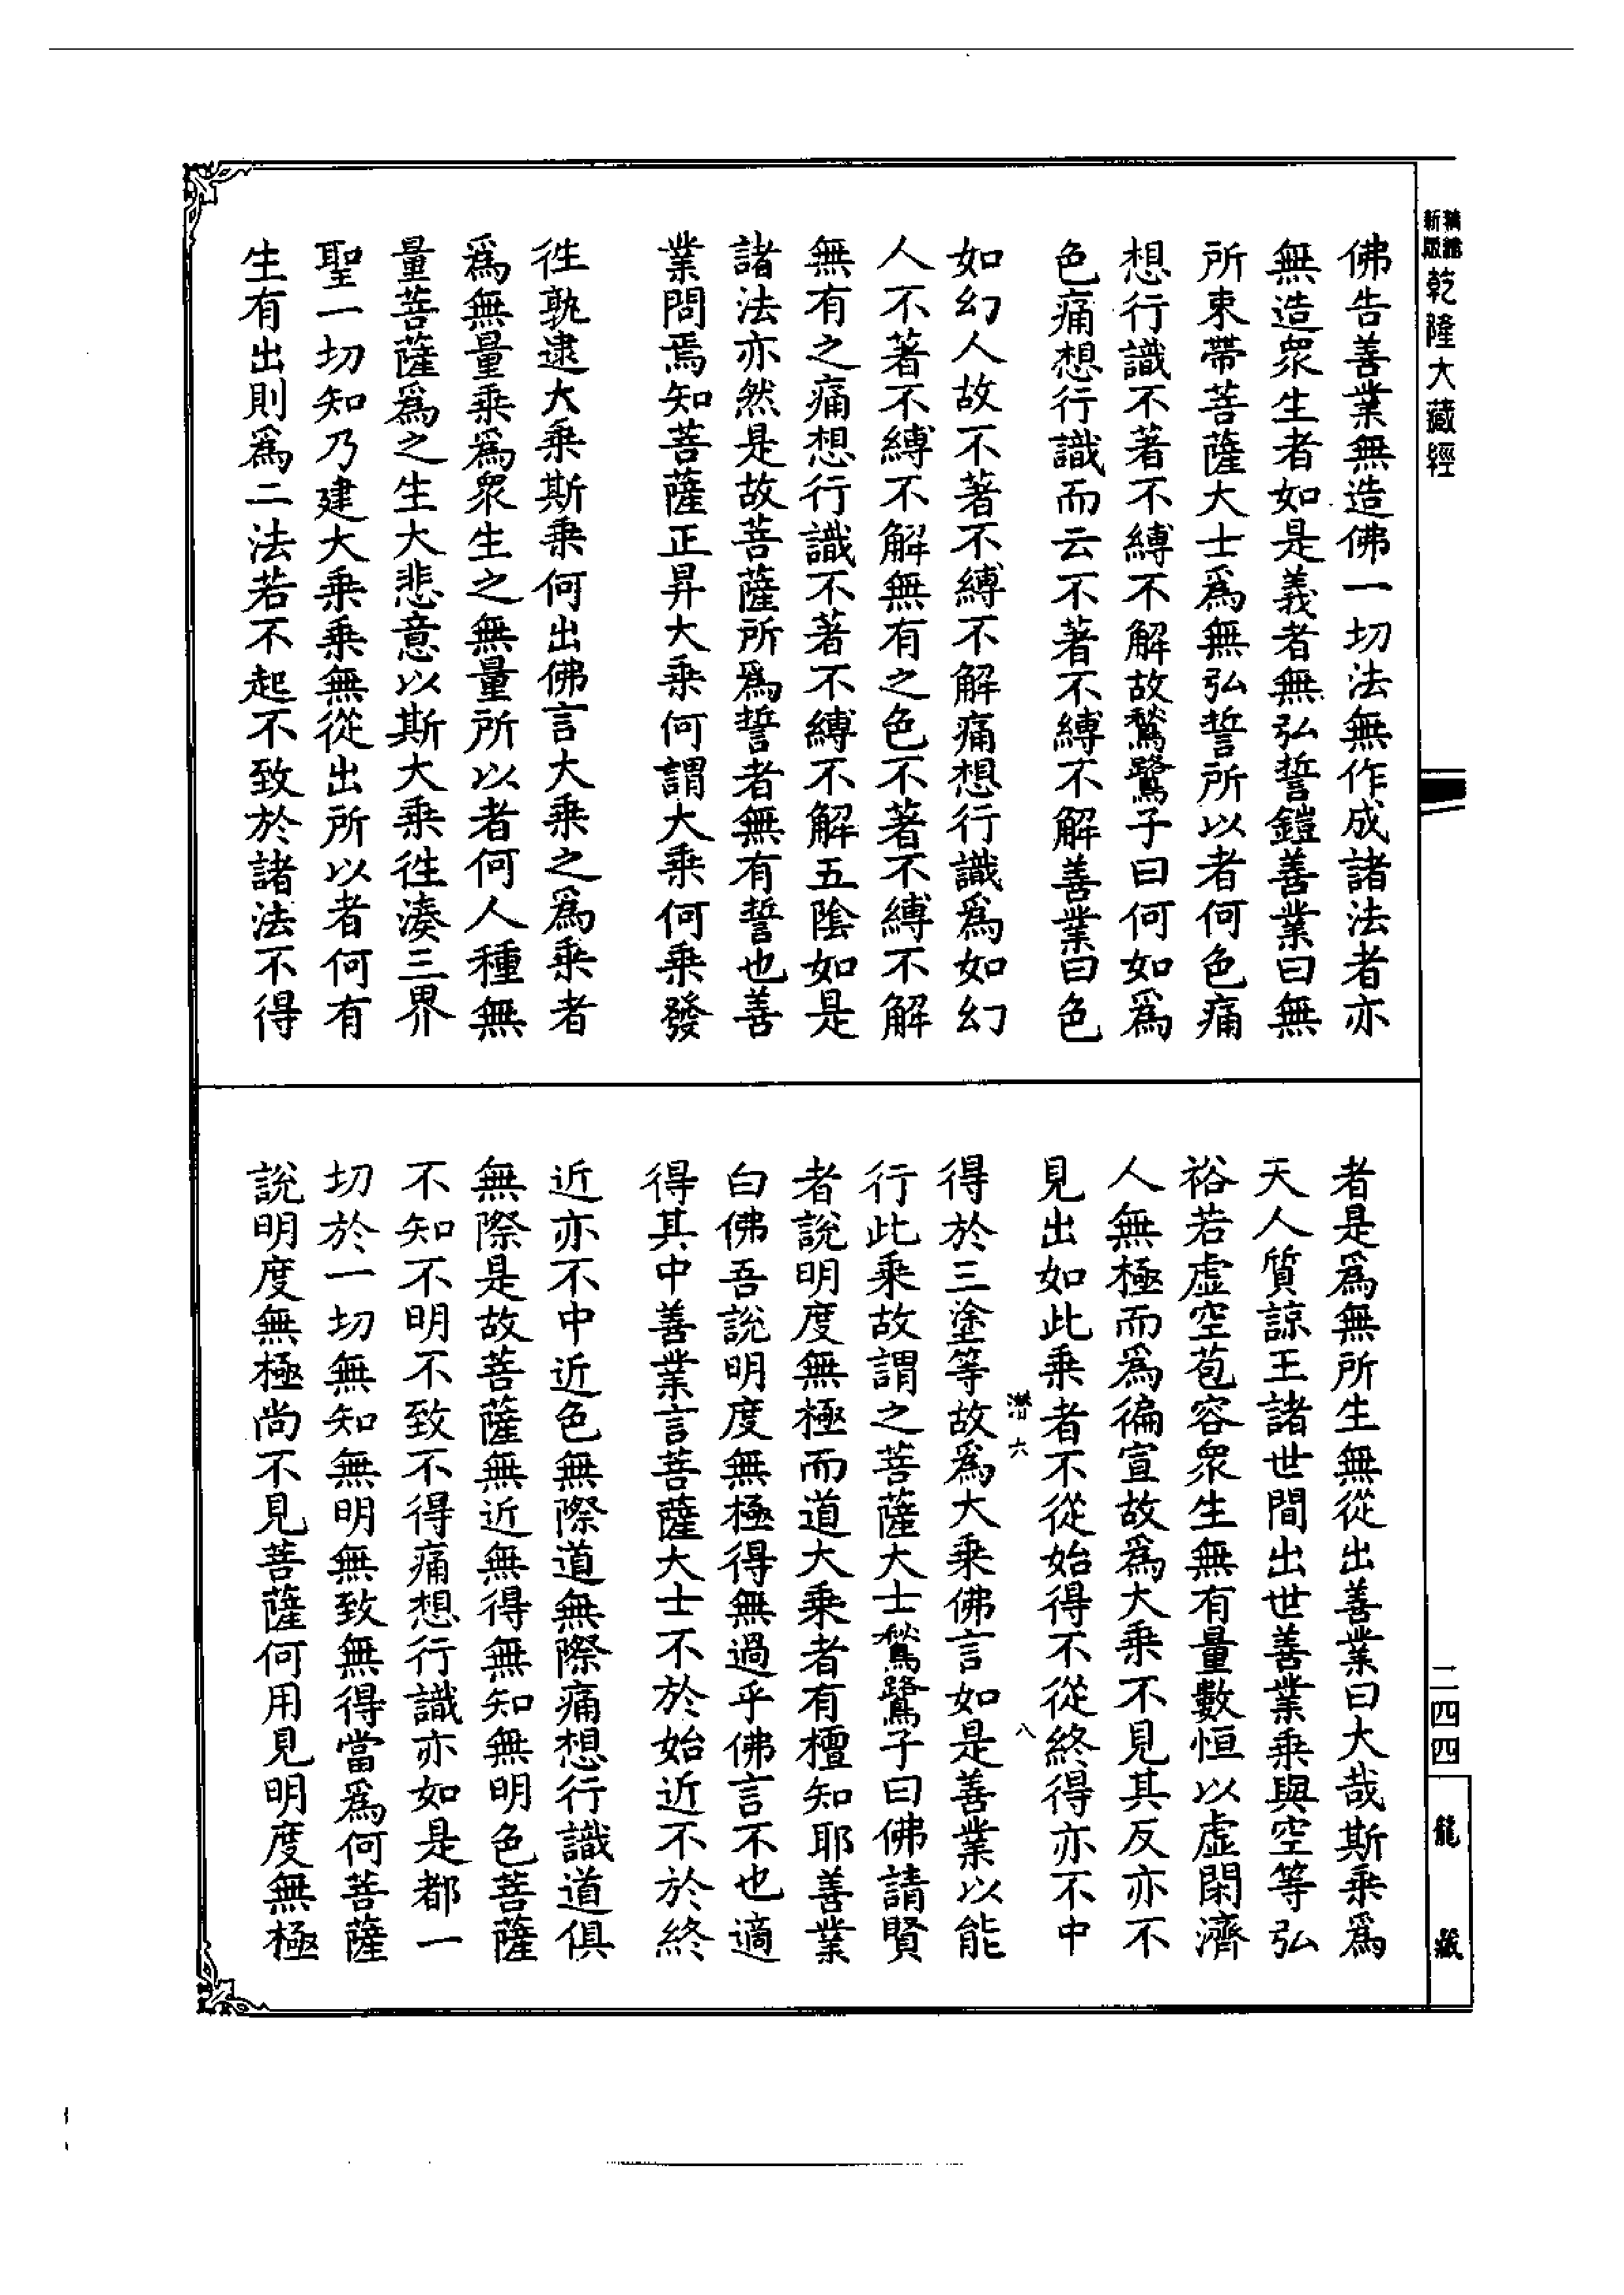 新版精縮乾隆大藏經
佛告善業無造佛一切法無作成諸法者亦
無造眾生者如是義者無弘誓鎧善業曰無
所束帶菩薩大士為無弘誓所以者何色痛
想行識不著不縛不解故鶖鷺子曰何如為
色痛想行識而云不著不縛不解善業曰色
如幻人故不著不縛不解痛想行識為如幻
人不著不縛不解無有之色不著不縛不解
無有之痛想行識不著不縛不解五陰如是
諸法亦然是故菩薩所為誓者無有誓也善
業問焉知菩薩正昇大乘何謂大乘何乘發
徃孰逮大乘斯乘何出佛言大乘之為乘者
為無量乘為眾生之無量所以者何人種無
量菩薩為之生大悲意以斯大乘徃湊三界
聖一切知乃建大乘乘無從出所以者何有
生有出則為二法若不起不致於諸法不得
者是為無所生無從出善業曰大哉斯乘為
天人質諒王諸世間出世善業乘與空等弘
裕若虛空苞容眾生無有量數恒以虛閑濟
人無極而為徧宣故為大乘不見其反亦不
見出如此乘者不從始得不從終得亦不中
潛六
八
得於三塗等故為大乘佛言如是善業以能
行此乘故謂之菩薩大士鶖鷺子曰佛請賢
者說明度無極而道大乘者有檀知耶善業
白佛吾說明度無極得無過乎佛言不也適
得其中善業言菩薩大士不於始近不於終
近亦不中近色無際道無際痛想行識道俱
無際是故菩薩無近無得無知無明色菩薩
不知不明不致不得痛想行識亦如是都一
切於一切無知無明無致無得當為何菩薩
說明度無極尚不見菩薩何用見明度無極
二四四
龍藏